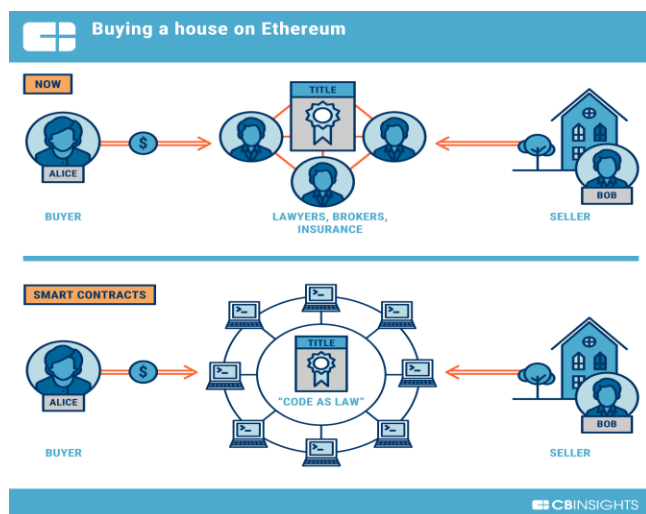 Buying a house on Ethereum
NOW
TITLE
$
ALICE
BOB
BUYER
LAWYERS, BROKERS,
INSURANCE
SELLER
SMART CONTRACTS
>_
>_
>_
TITLE
$
>_
>_
ALICE
"CODE AS LAW"
BOB
>_
>_
>_
BUYER
SELLER
CBINSIGHTS